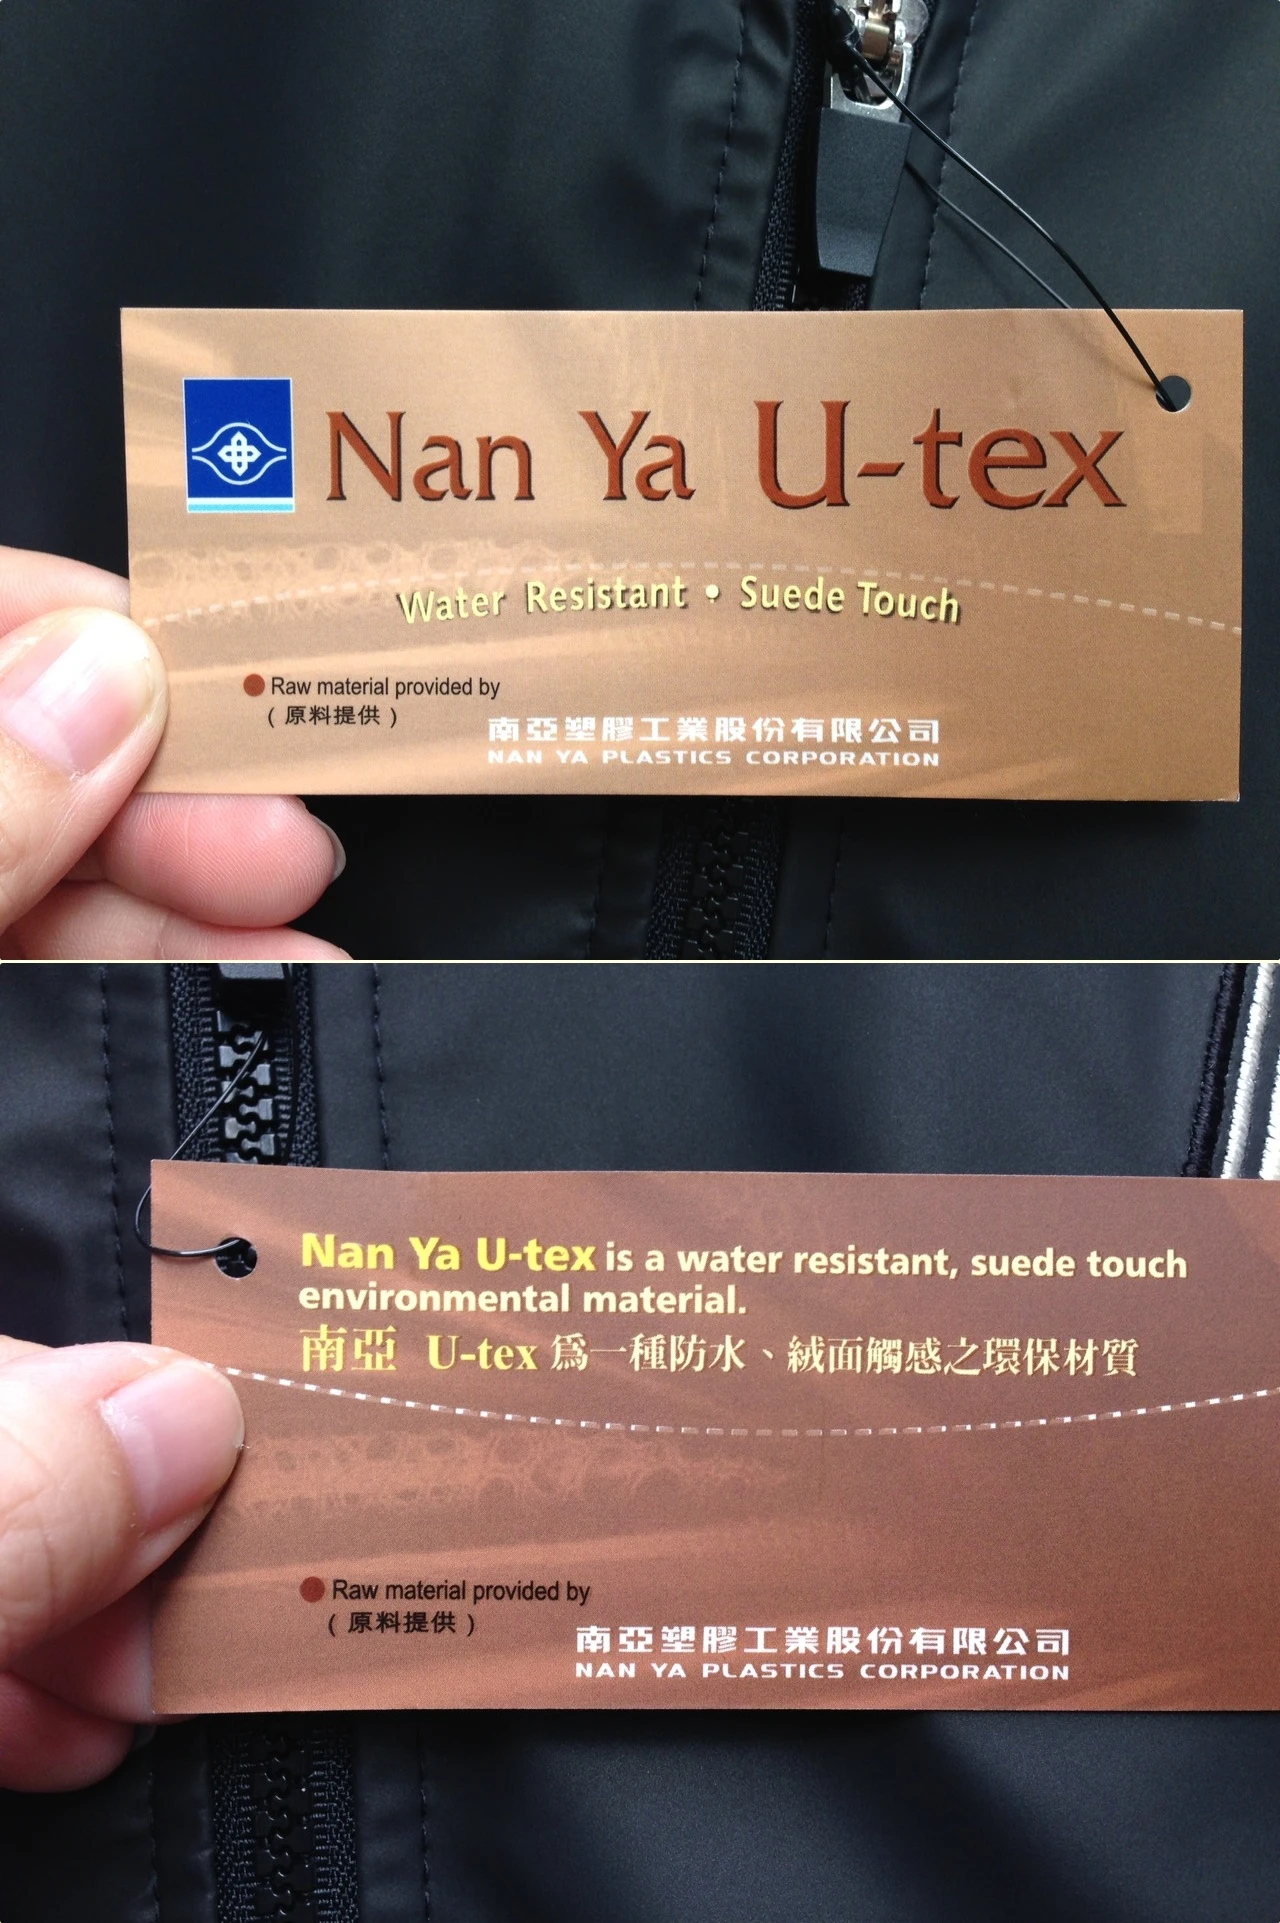 Nan Ya U-tex
Water Resistant • Suede Touch
Raw material provided by
(原料提供)
南亞塑膠工業股份有限公司
NAN YA PLASTICS CORPORATION
Nan Ya U-tex is a water resistant, suede touch
environmental material.
南亞 U-tex 爲一種防水、絨面觸感之環保材質
Raw material provided by
(原料提供)
南亞塑膠工業股份有限公司
NAN YA PLASTICS CORPORATION